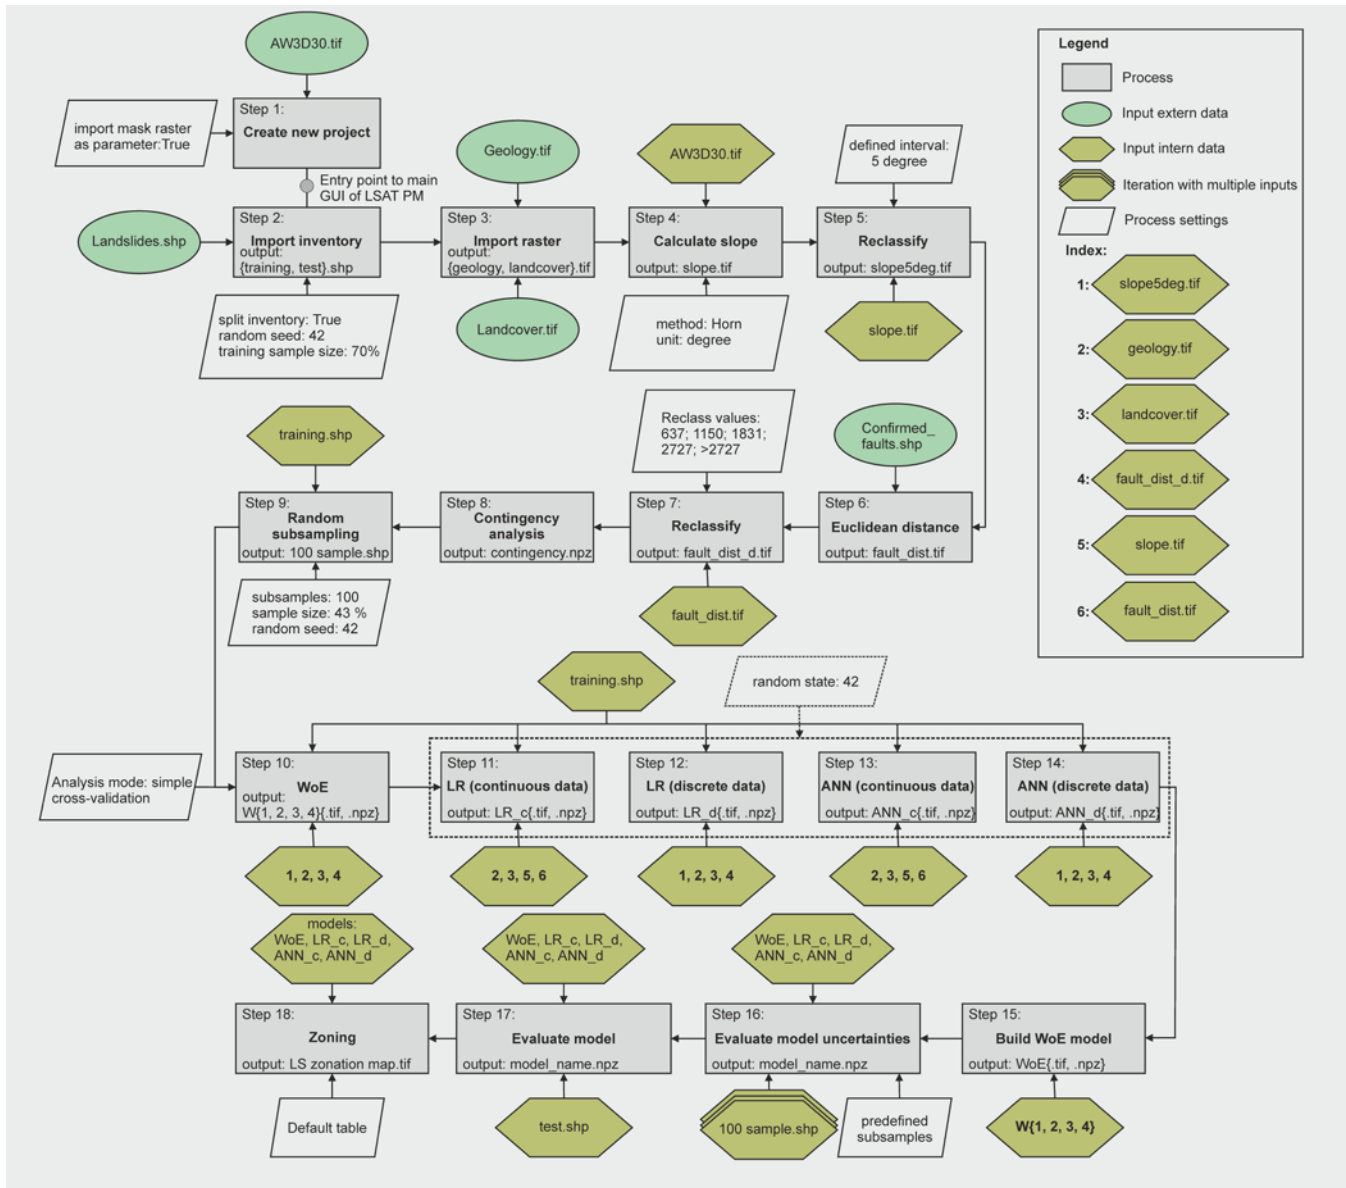 AW3D30.tif
import mask raster
as parameter:True
Step 1:
Create new project
Entry point to main
GUI of LSAT PM
Landslides.shp
Step 2:
Import inventory
output:
{training, test}.shp
split inventory: True
random seed: 42
training sample size: 70%
Geology.tif
Step 3:
Import raster
output:
{geology, landcover}.tif
Landcover.tif
AW3D30.tif
Step 4:
Calculate slope
output: slope.tif
method: Horn
unit: degree
defined interval:
5 degree
Step 5:
Reclassify
output: slope5deg.tif
slope.tif
Legend
Process
Input extern data
Input intern data
Iteration with multiple inputs
Process settings
Index:
1:
slope5deg.tif
2:
geology.tif
3:
landcover.tif
4:
fault_dist_d.tif
5:
slope.tif
6:
fault_dist.tif
training.shp
Step 9:
Random
subsampling
output: 100 sample.shp
subsamples: 100
sample size: 43 %
random seed: 42
Step 8:
Contingency
analysis
output: contingency.npz
Reclass values:
637; 1150; 1831;
2727; >2727
Step 7:
Reclassify
output: fault_dist_d.tif
fault_dist.tif
Confirmed_
faults.shp
Step 6:
Euclidean distance
output: fault_dist.tif
training.shp
random state: 42
Analysis mode: simple
cross-validation
Step 10:
WoE
output:
W{1, 2, 3, 4}{.tif, .npz}
Step 11:
LR (continuous data)
output: LR_c{.tif, .npz}
Step 12:
LR (discrete data)
output: LR_d{.tif, .npz}
Step 13:
ANN (continuous data)
output: ANN_c{.tif, .npz}
Step 14:
ANN (discrete data)
output: ANN_d{.tif, .npz}
1, 2, 3, 4
2, 3, 5, 6
1, 2, 3, 4
2, 3, 5, 6
1, 2, 3, 4
models:
WoE, LR_c, LR_d,
ANN_c, ANN_d
WoE, LR_c, LR_d,
ANN_c, ANN_d
WoE, LR_c, LR_d,
ANN_c, ANN_d
Step 18:
Zoning
output: LS zonation map.tif
Step 17:
Evaluate model
output: model_name.npz
Step 16:
Evaluate model uncertainties
output: model_name.npz
Step 15:
Build WoE model
output: WoE{.tif, .npz}
Default table
test.shp
100 sample.shp
predefined
subsamples
W{1, 2, 3, 4}